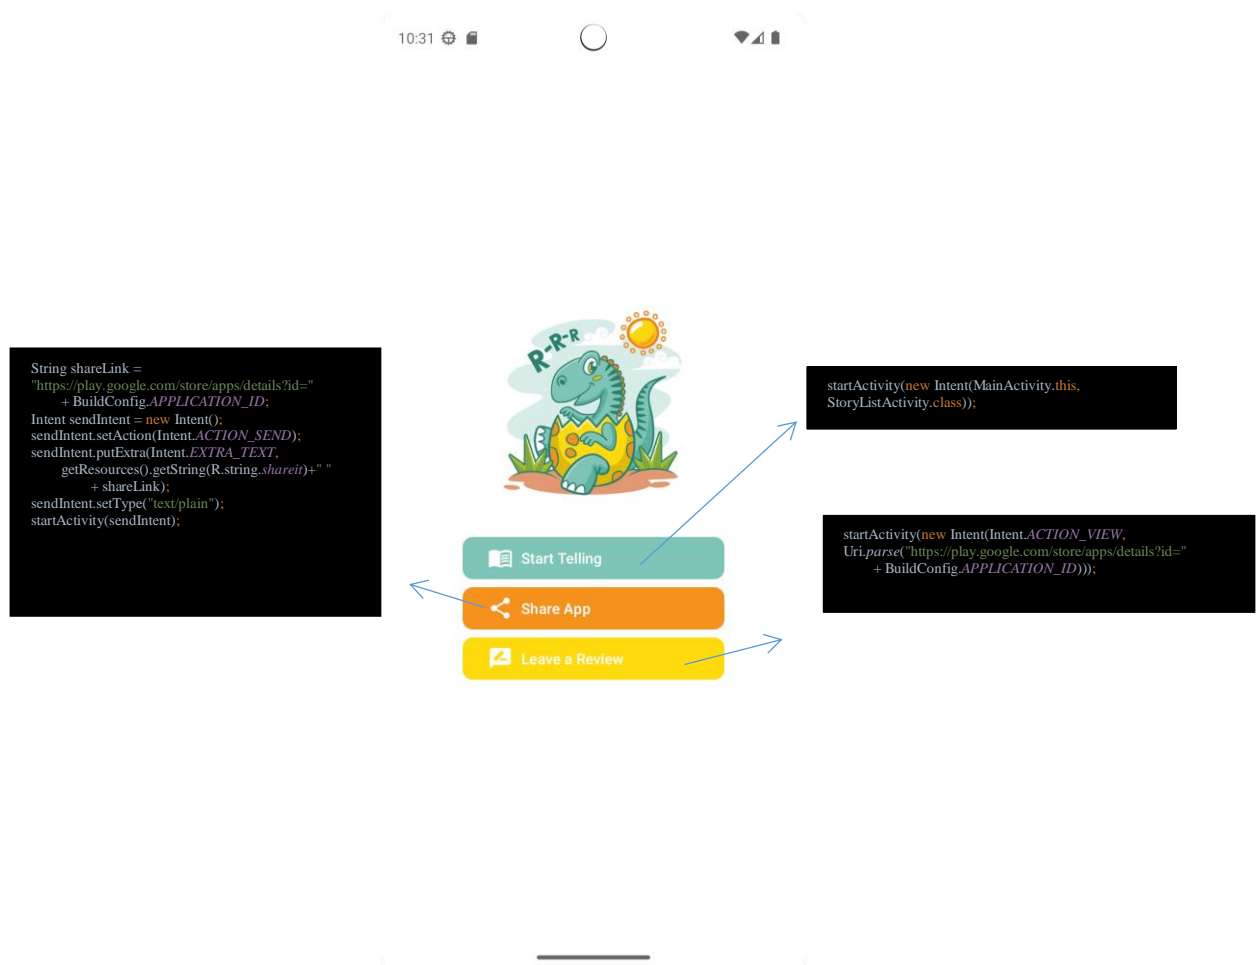 10:31
R-R-R
String shareLink =
"https://play.google.com/store/apps/details?id="
+ BuildConfig.APPLICATION_ID;
Intent sendIntent = new Intent();
sendIntent.setAction(Intent.ACTION_SEND);
sendIntent.putExtra(Intent.EXTRA_TEXT,
getResources().getString(R.string.shareit)+" "
+ shareLink);
sendIntent.setType("text/plain");
startActivity(sendIntent);
startActivity(new Intent(MainActivity.this,
StoryListActivity.class));
startActivity(new Intent(Intent.ACTION_VIEW,
Uri.parse("https://play.google.com/store/apps/details?id="
+ BuildConfig.APPLICATION_ID)));
Start Telling
Share App
Leave a Review